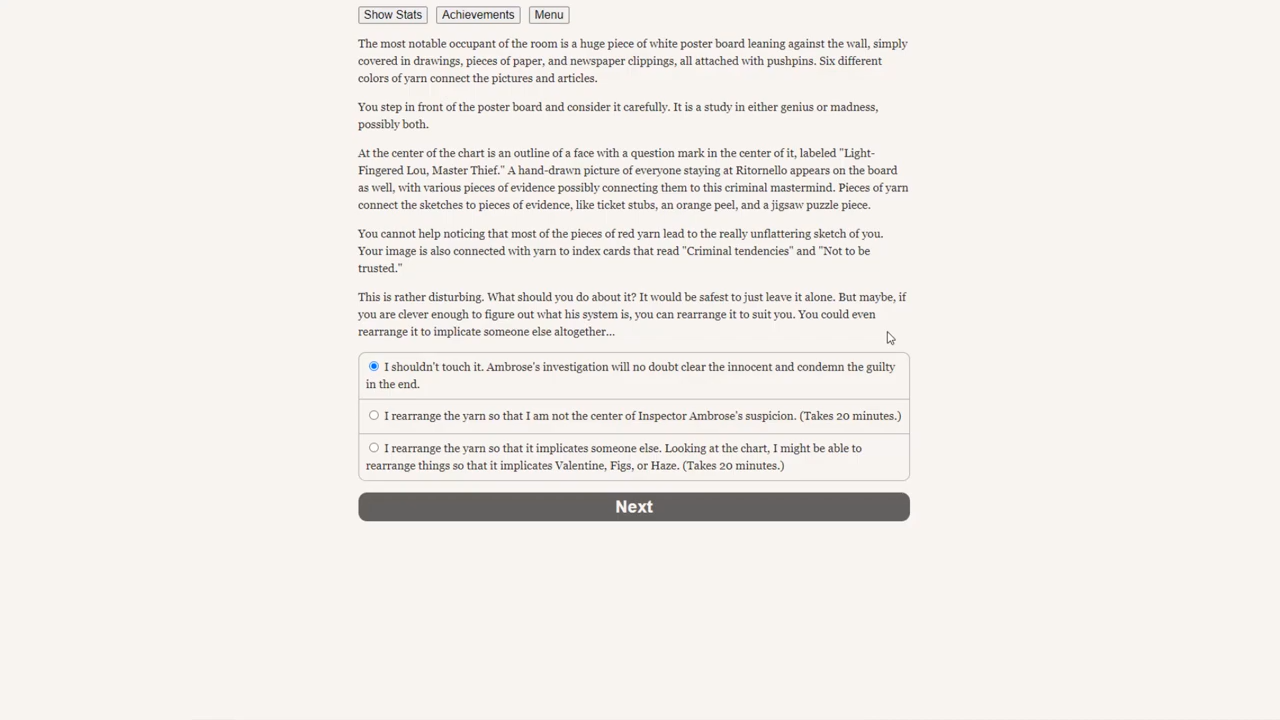 Show Stats Achievements Menu
The most notable occupant of the room is a huge piece of white poster board leaning against the wall, simply
covered in drawings, pieces of paper, and newspaper clippings, all attached with pushpins. Six different
colors of yarn connect the pictures and articles.
You step in front of the poster board and consider it carefully. It is a study in either genius or madness,
possibly both.
At the center of the chart is an outline of a face with a question mark in the center of it, labeled "Light-
Fingered Lou, Master Thief." A hand-drawn picture of everyone staying at Ritornello appears on the board
as well, with various pieces of evidence possibly connecting them to this criminal mastermind. Pieces of yarn
connect the sketches to pieces of evidence, like ticket stubs, an orange peel, and a jigsaw puzzle piece.
You cannot help noticing that most of the pieces of red yarn lead to the really unflattering sketch of you.
Your image is also connected with yarn to index cards that read "Criminal tendencies" and "Not to be
trusted."
This is rather disturbing. What should you do about it? It would be safest to just leave it alone. But maybe, if
you are clever enough to figure out what his system is, you can rearrange it to suit you. You could even
rearrange it to implicate someone else altogether...
I shouldn't touch it. Ambrose's investigation will no doubt clear the innocent and condemn the guilty
in the end.
I rearrange the yarn so that I am not the center of Inspector Ambrose's suspicion. (Takes 20 minutes.)
I rearrange the yarn so that it implicates someone else. Looking at the chart, I might be able to
rearrange things so that it implicates Valentine, Figs, or Haze. (Takes 20 minutes.)
Next